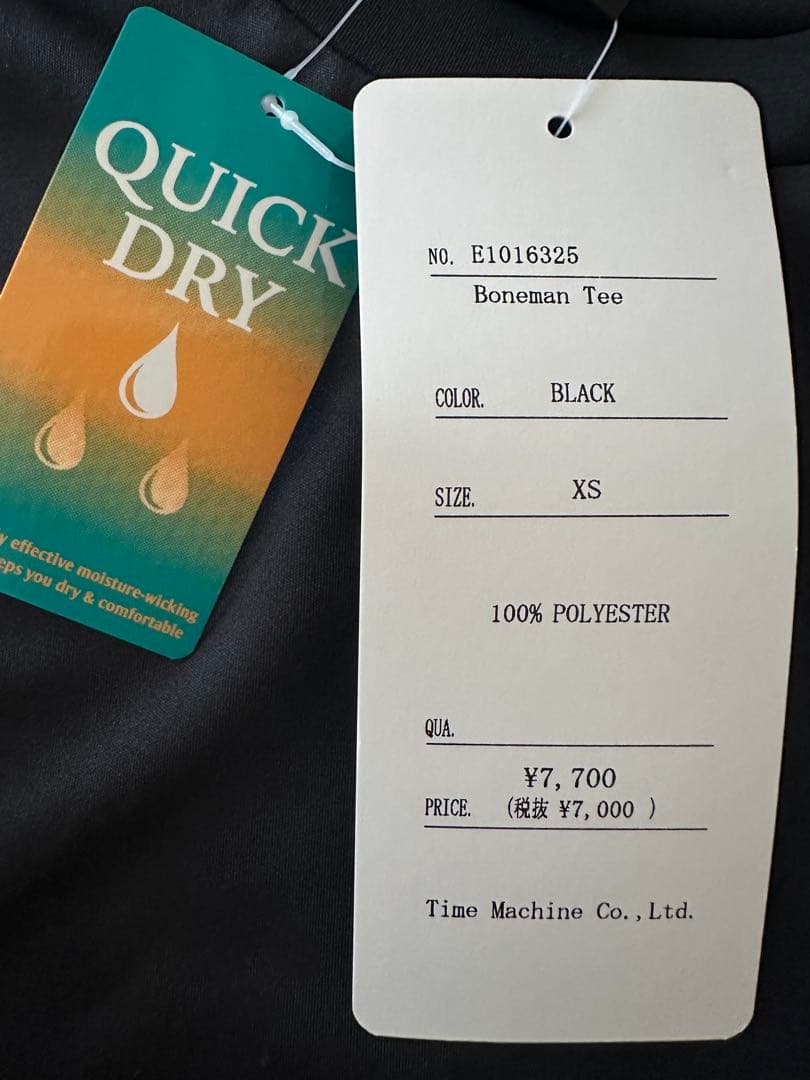 QUICK
DRY
effective moisture-wicking
you dry & comfortable
NO. E1016325
Boneman Tee
COLOR. BLACK
SIZE. XS
100% POLYESTER
QUA.
¥7,700
PRICE. (税抜 ¥7,000 )
Time Machine Co.,Ltd.